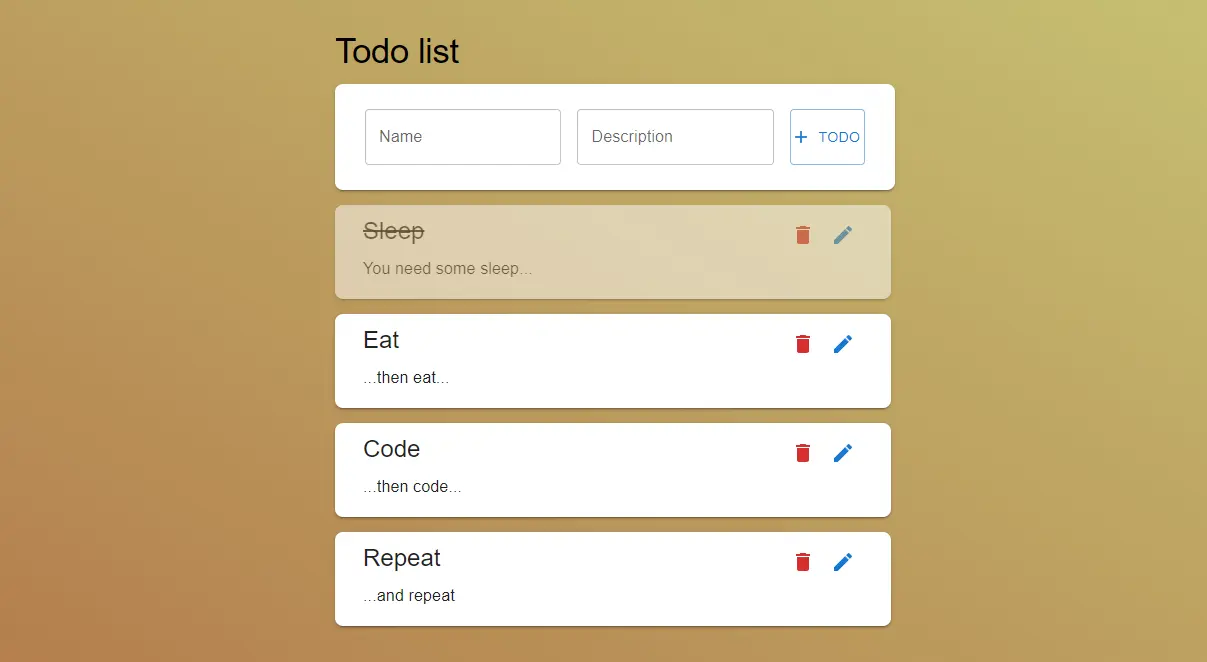 Todo list
Name
Description
+ TODO
Sleep
You need some sleep...
Eat
...then eat...
Code
...then code...
Repeat
...and repeat